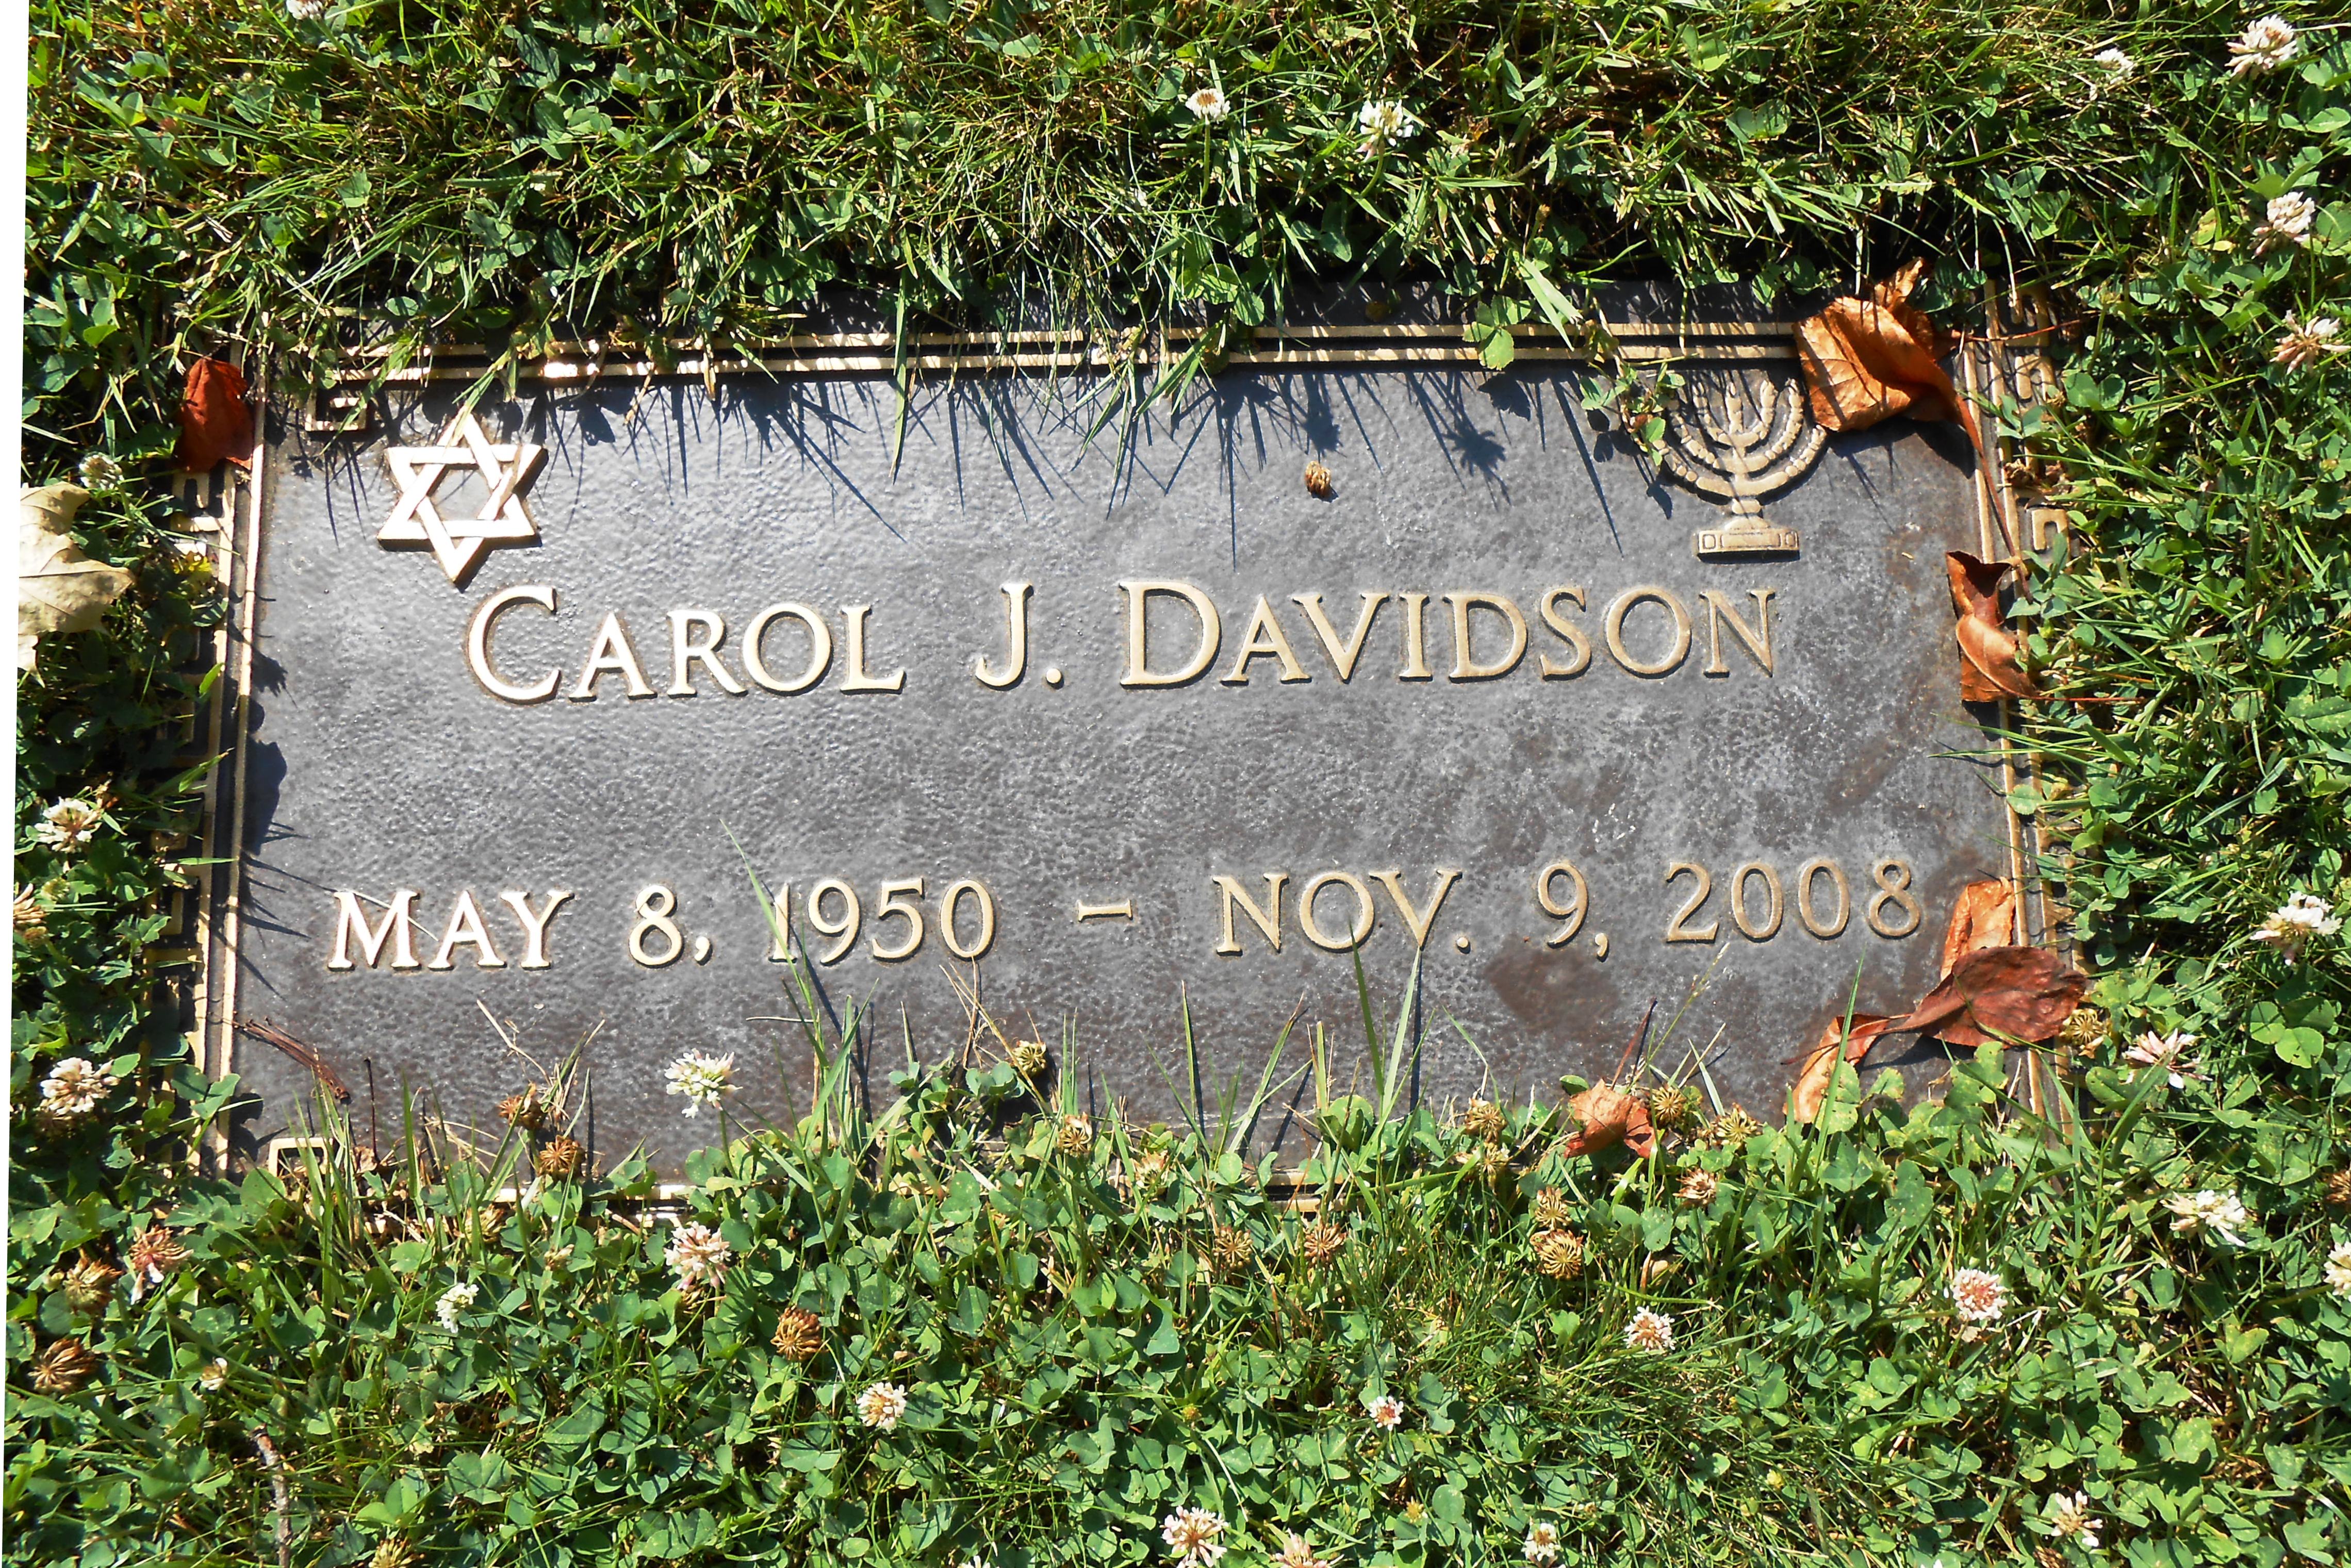 CAROL J. DAVIDSON
MAY 8, 1950 – NOV. 9, 2008